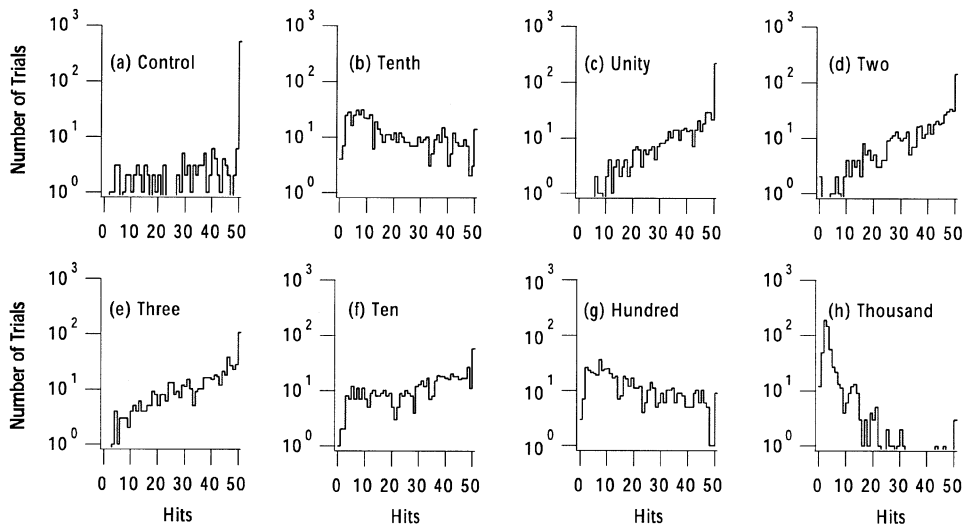 Number of Trials
10³
10²
10¹
10⁰
(a) Control
0 10 20 30 40 50
10³
10²
10¹
10⁰
(b) Tenth
0 10 20 30 40 50
10³
10²
10¹
10⁰
(c) Unity
0 10 20 30 40 50
10³
10²
10¹
10⁰
(d) Two
0 10 20 30 40 50
Number of Trials
10³
10²
10¹
10⁰
(e) Three
0 10 20 30 40 50
Hits
10³
10²
10¹
10⁰
(f) Ten
0 10 20 30 40 50
Hits
10³
10²
10¹
10⁰
(g) Hundred
0 10 20 30 40 50
Hits
10³
10²
10¹
10⁰
(h) Thousand
0 10 20 30 40 50
Hits